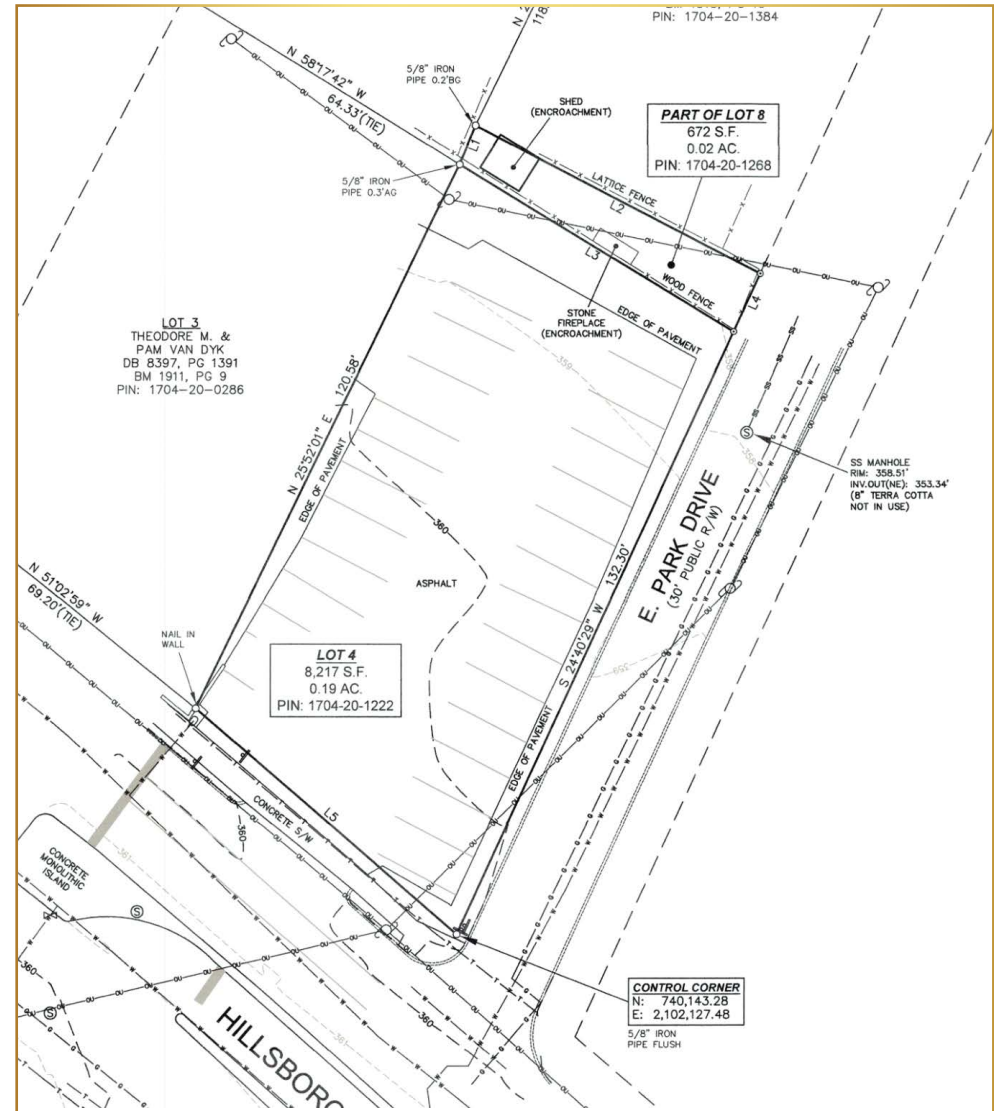 PIN: 1704-20-1384
N 58°17'42" W
64.33'(TIE)
5/8" IRON
PIPE 0.2'BG
SHED
(ENCROACHMENT)
PART OF LOT 8
672 S.F.
0.02 AC.
PIN: 1704-20-1268
L1
5/8" IRON
PIPE 0.3'AG
LATTICE FENCE
L2
L3
WOOD FENCE
L4
STONE
FIREPLACE
(ENCROACHMENT)
EDGE OF PAVEMENT
LOT 3
THEODORE M. &
PAM VAN DYK
DB 8397, PG 1391
BM 1911, PG 9
PIN: 1704-20-0286
359
358
N 25°52'01" E 120.58'
EDGE OF PAVEMENT
SS MANHOLE
RIM: 358.51'
INV.OUT(NE): 353.34'
(8" TERRA COTTA
NOT IN USE)
360
ASPHALT
E. PARK DRIVE
(30' PUBLIC R/W)
S 24°40'29" W 132.30'
EDGE OF PAVEMENT
359
N 51°02'59" W
69.20'(TIE)
NAIL IN
WALL
LOT 4
8,217 S.F.
0.19 AC.
PIN: 1704-20-1222
L5
CONCRETE S/W
360
361
CONCRETE
MONOLITHIC
ISLAND
360
360
361
CONTROL CORNER
N: 740,143.28
E: 2,102,127.48
5/8" IRON
PIPE FLUSH